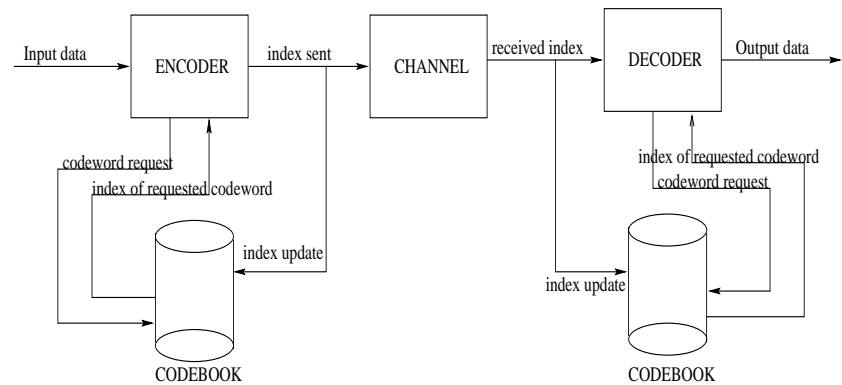 Input data
ENCODER
index sent
CHANNEL
received index
DECODER
Output data
codeword request
index of requested codeword
index update
CODEBOOK
index of requested codeword
codeword request
index update
CODEBOOK